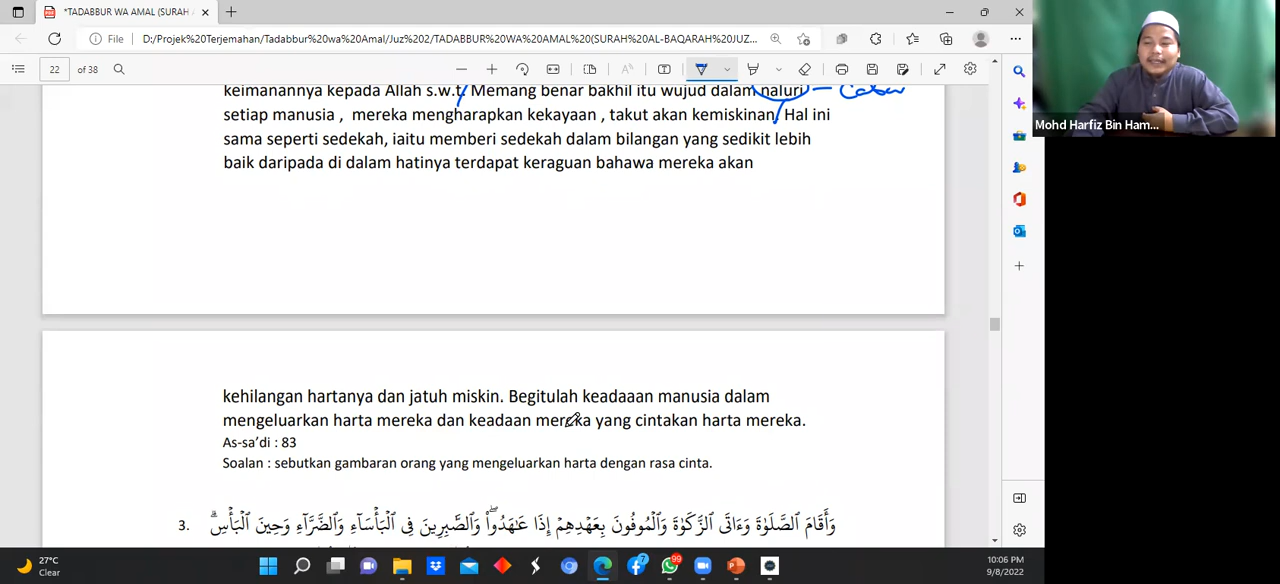 *TADABBUR WA AMAL (SURAH
File
D:/Projek%20Terjemahan/Tadabbur%20wa%20Amal/Juz%202/TADABBUR%20WA%20AMAL%20(SURAH%20AL-BAQARAH%20JUZ...
22 of 38
keimanannya kepada Allah s.w.t, Memang benar bakhil itu wujud dalam naluri
setiap manusia , mereka mengharapkan kekayaan , takut akan kemiskinan, Hal ini
sama seperti sedekah, iaitu memberi sedekah dalam bilangan yang sedikit lebih
baik daripada di dalam hatinya terdapat keraguan bahawa mereka akan
kehilangan hartanya dan jatuh miskin. Begitulah keadaaan manusia dalam
mengeluarkan harta mereka dan keadaan mereka yang cintakan harta mereka.
As-sa'di : 83
Soalan : sebutkan gambaran orang yang mengeluarkan harta dengan rasa cinta.
3. وَأَقَامَ ٱلصَّلَوٰةَ وَءَاتَى ٱلزَّكَوٰةَ وَٱلْمُوفُونَ بِعَهْدِهِمْ إِذَا عَـٰهَدُوا۟ ۖ وَٱلصَّـٰبِرِينَ فِى ٱلْبَأْسَآءِ وَٱلضَّرَّآءِ وَحِينَ ٱلْبَأْسِ ۗ
Mohd Harfiz Bin Ham...
27°C
Clear
7
99
10:06 PM
9/8/2022